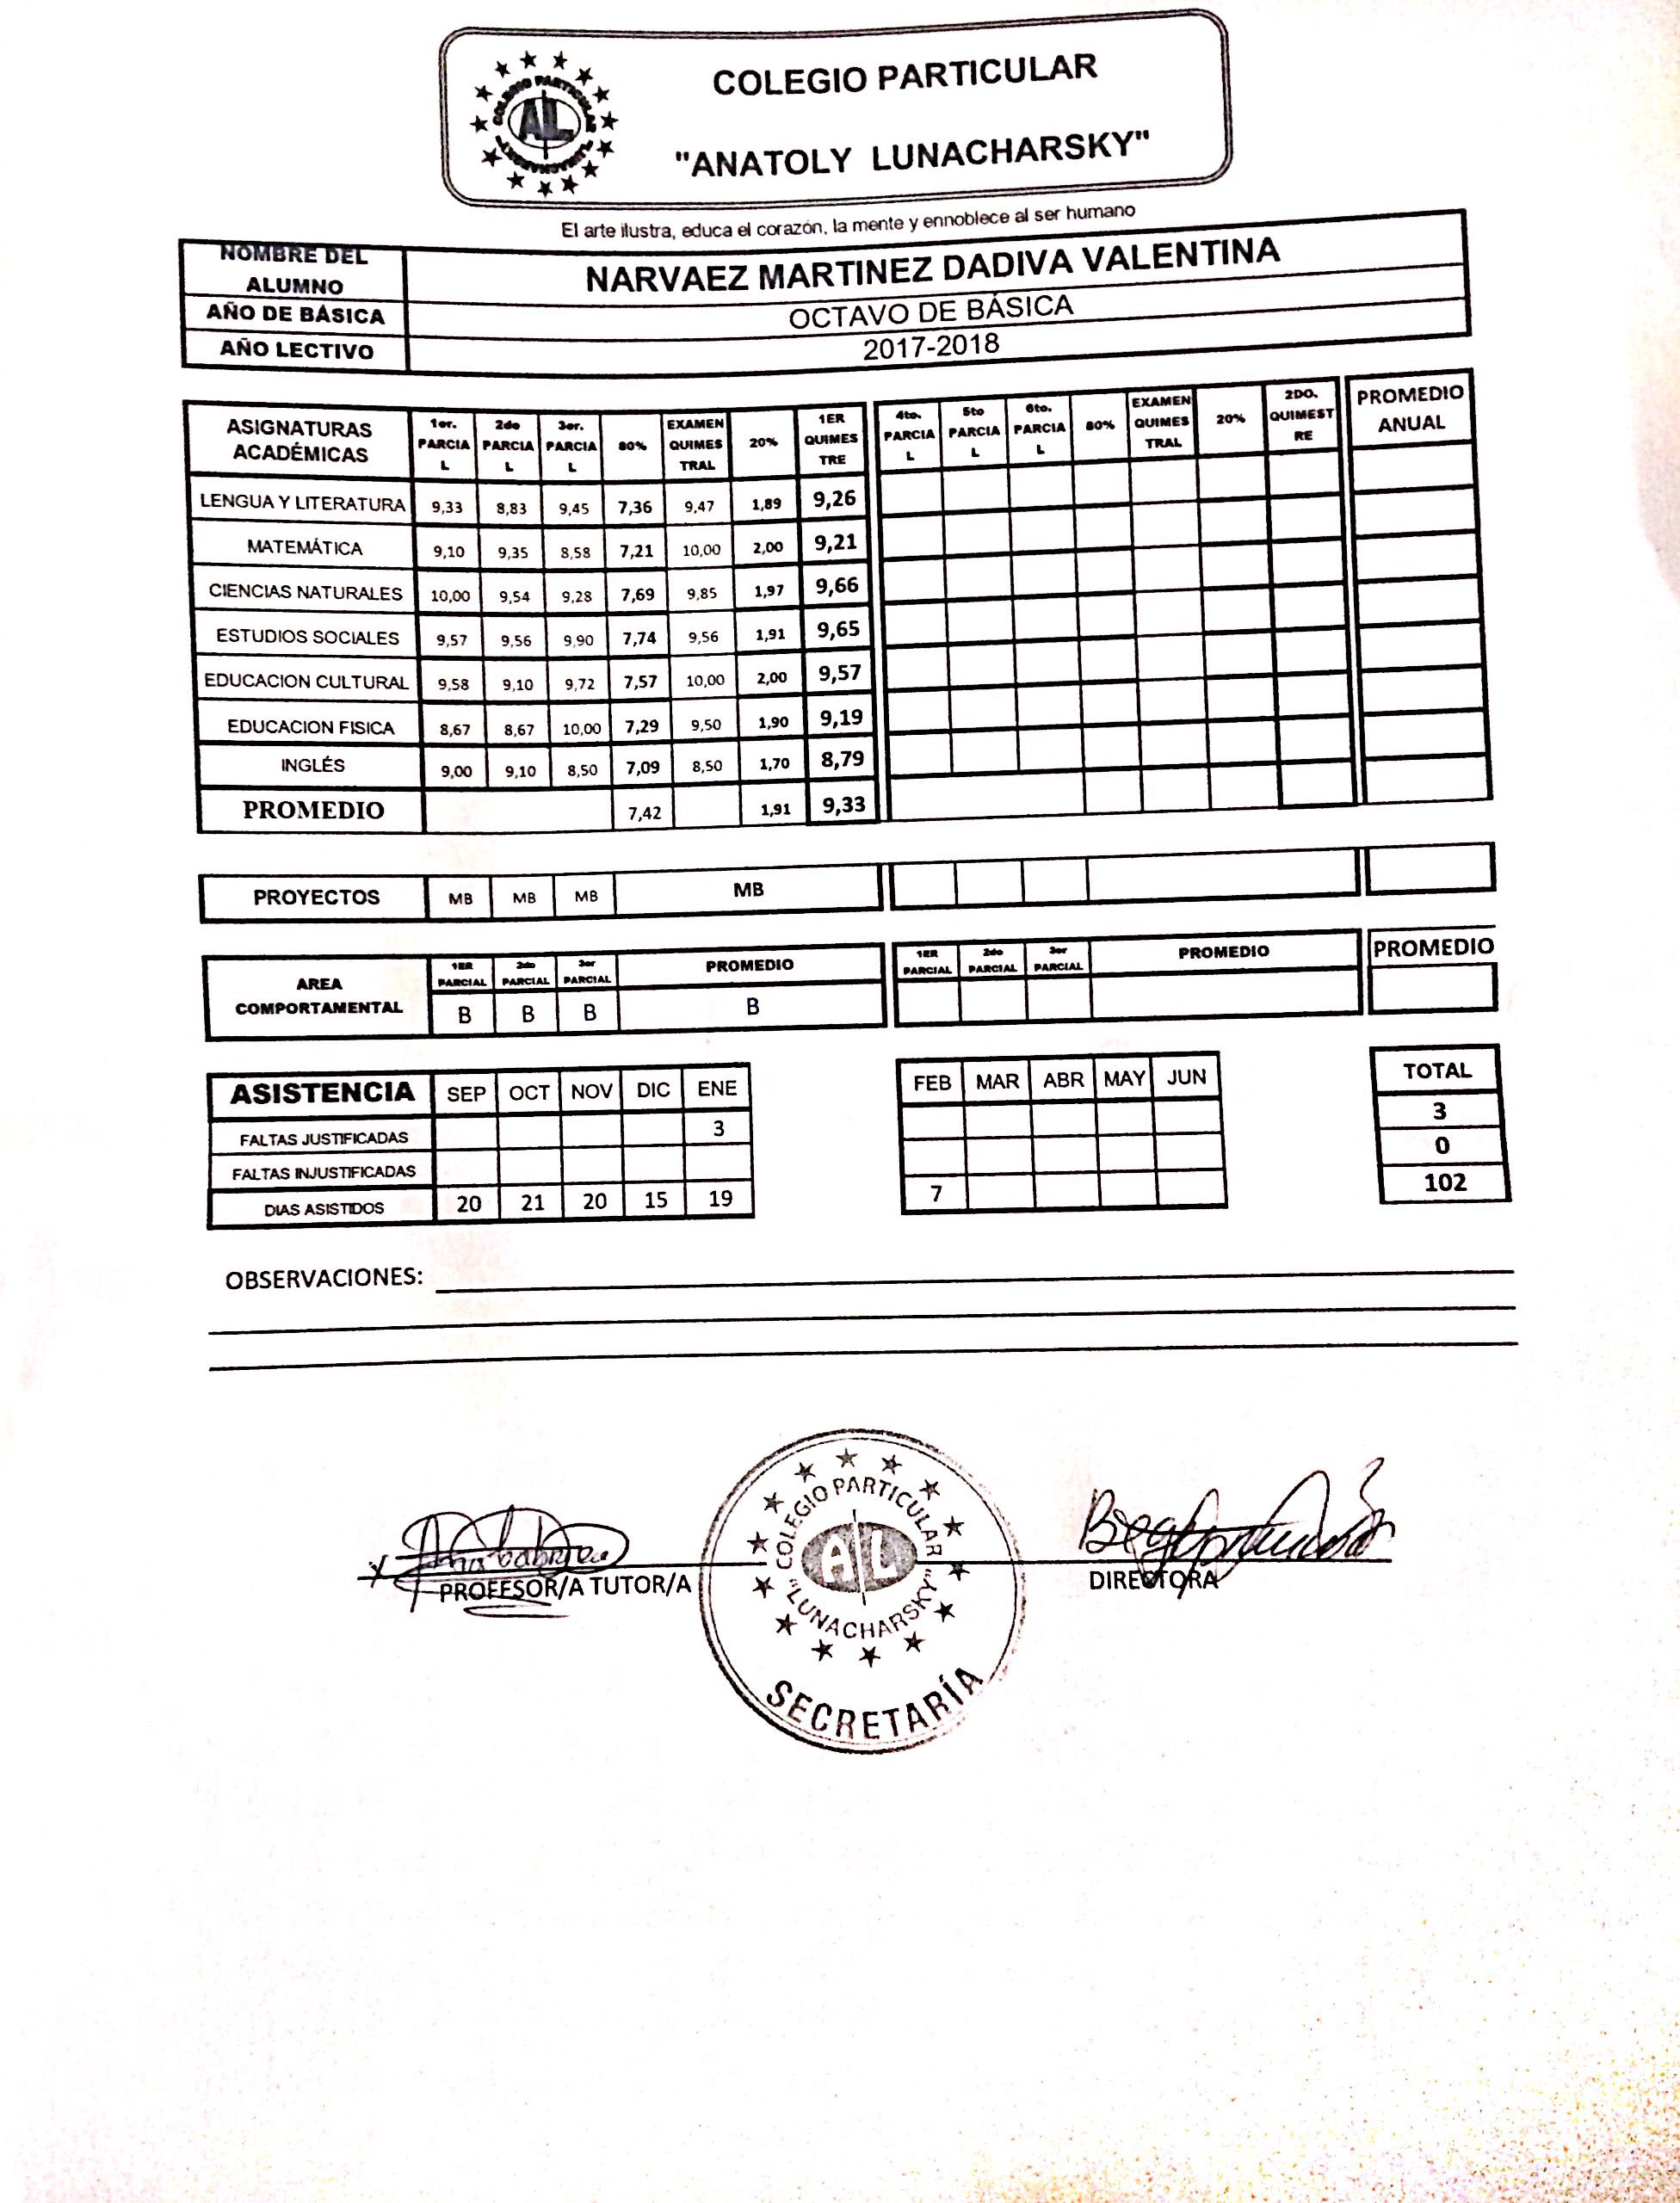 COLEGIO PARTICULAR
"ANATOLY LUNACHARSKY"
COLEGIO PARTICULAR
AL
El arte ilustra, educa el corazón, la mente y ennoblece al ser humano
NOMBRE DEL ALUMNO NARVAEZ MARTINEZ DADIVA VALENTINA
AÑO DE BÁSICA OCTAVO DE BÁSICA
AÑO LECTIVO 2017-2018
ASIGNATURAS ACADÉMICAS 1er. PARCIAL 2do PARCIAL 3er. PARCIAL 80% EXAMEN QUIMESTRAL 20% 1ER QUIMESTRE 4to. PARCIAL 5to PARCIAL 6to. PARCIAL 80% EXAMEN QUIMESTRAL 20% 2DO. QUIMESTRE PROMEDIO ANUAL
LENGUA Y LITERATURA 9,33 8,83 9,45 7,36 9,47 1,89 9,26
MATEMÁTICA 9,10 9,35 8,58 7,21 10,00 2,00 9,21
CIENCIAS NATURALES 10,00 9,54 9,28 7,69 9,85 1,97 9,66
ESTUDIOS SOCIALES 9,57 9,56 9,90 7,74 9,56 1,91 9,65
EDUCACION CULTURAL 9,58 9,10 9,72 7,57 10,00 2,00 9,57
EDUCACION FISICA 8,67 8,67 10,00 7,29 9,50 1,90 9,19
INGLÉS 9,00 9,10 8,50 7,09 8,50 1,70 8,79
PROMEDIO 7,42 1,91 9,33
PROYECTOS MB MB MB MB
AREA COMPORTAMENTAL 1ER PARCIAL 2do PARCIAL 3er PARCIAL PROMEDIO 1ER PARCIAL 2do PARCIAL 3er PARCIAL PROMEDIO PROMEDIO
B B B B
ASISTENCIA SEP OCT NOV DIC ENE FEB MAR ABR MAY JUN TOTAL
FALTAS JUSTIFICADAS 3 3
FALTAS INJUSTIFICADAS 0
DIAS ASISTIDOS 20 21 20 15 19 7 102
OBSERVACIONES:
PROFESOR/A TUTOR/A
DIRECTORA
COLEGIO PARTICULAR
AL
"LUNACHARSKY"
SECRETARÍA